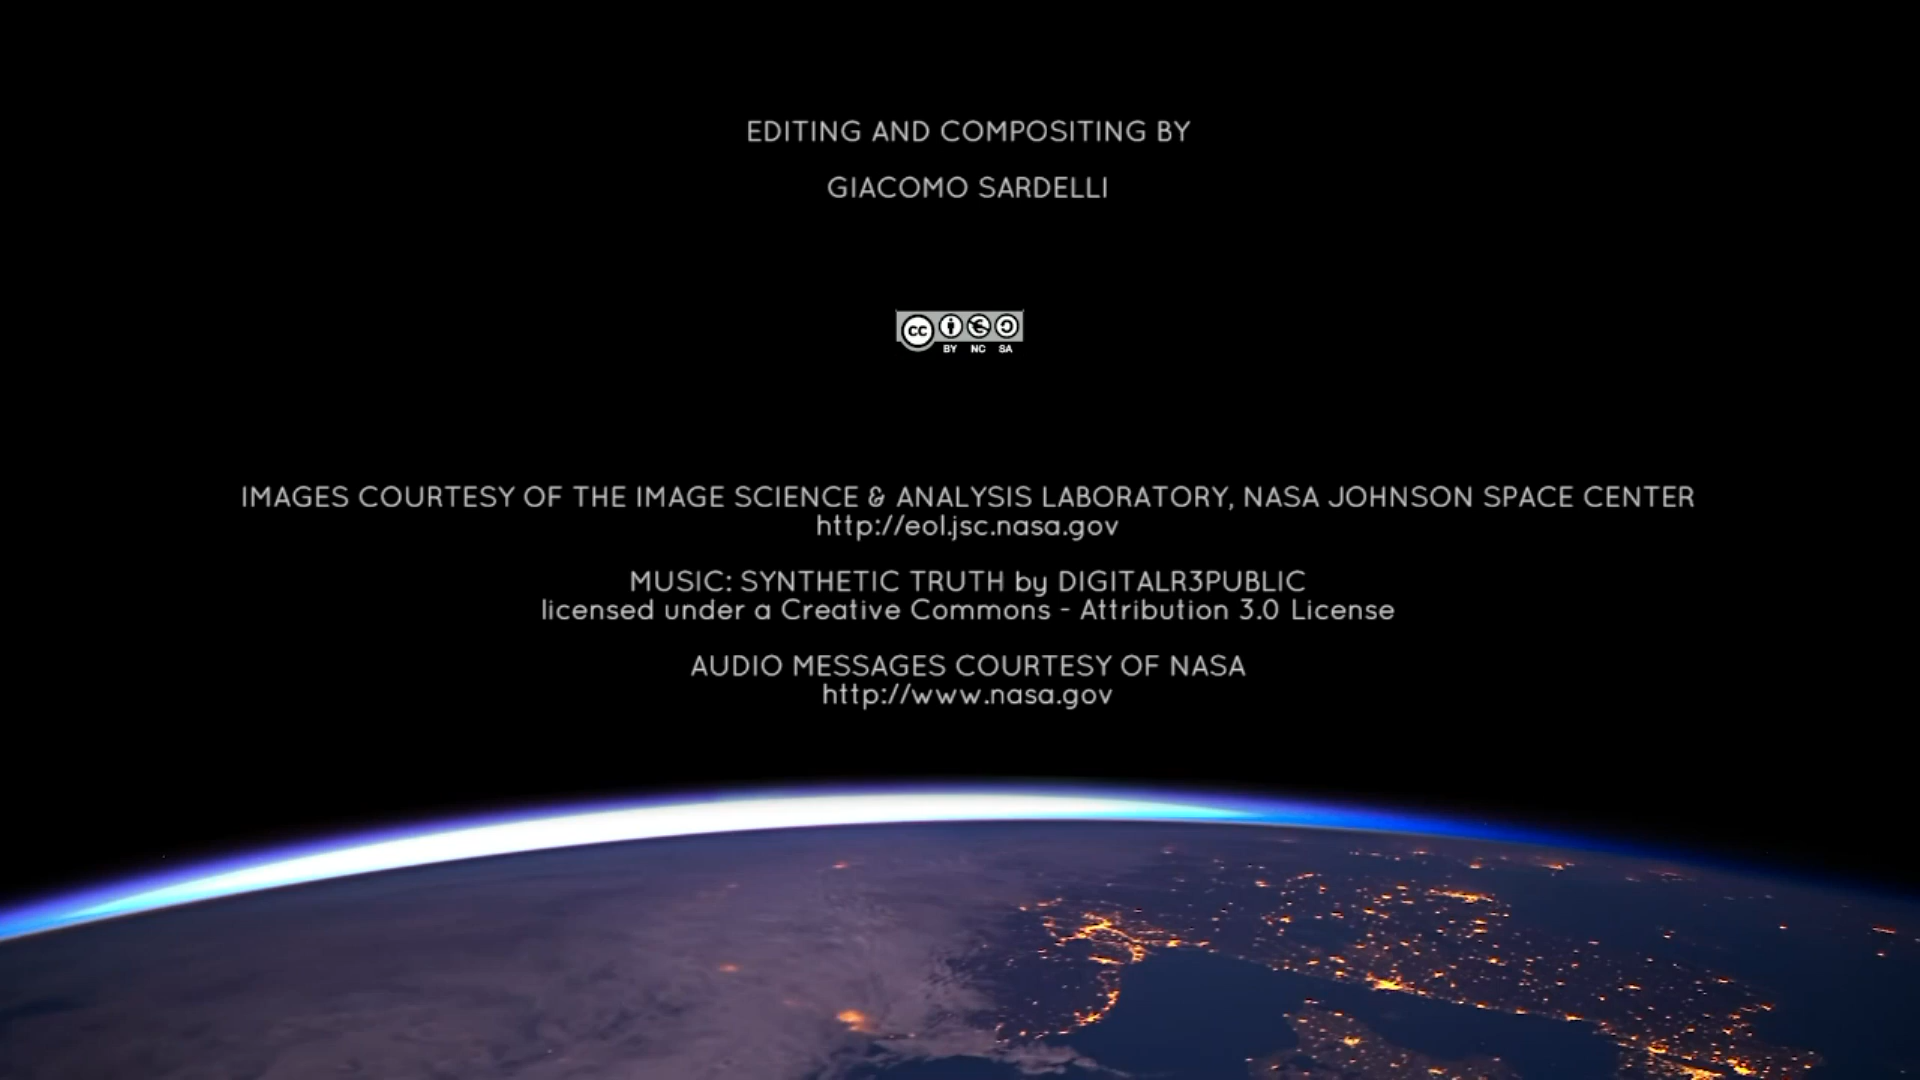 EDITING AND COMPOSITING BY
GIACOMO SARDELLI
CC
BY NC SA
IMAGES COURTESY OF THE IMAGE SCIENCE & ANALYSIS LABORATORY, NASA JOHNSON SPACE CENTER
http://eol.jsc.nasa.gov
MUSIC: SYNTHETIC TRUTH by DIGITALR3PUBLIC
licensed under a Creative Commons - Attribution 3.0 License
AUDIO MESSAGES COURTESY OF NASA
http://www.nasa.gov